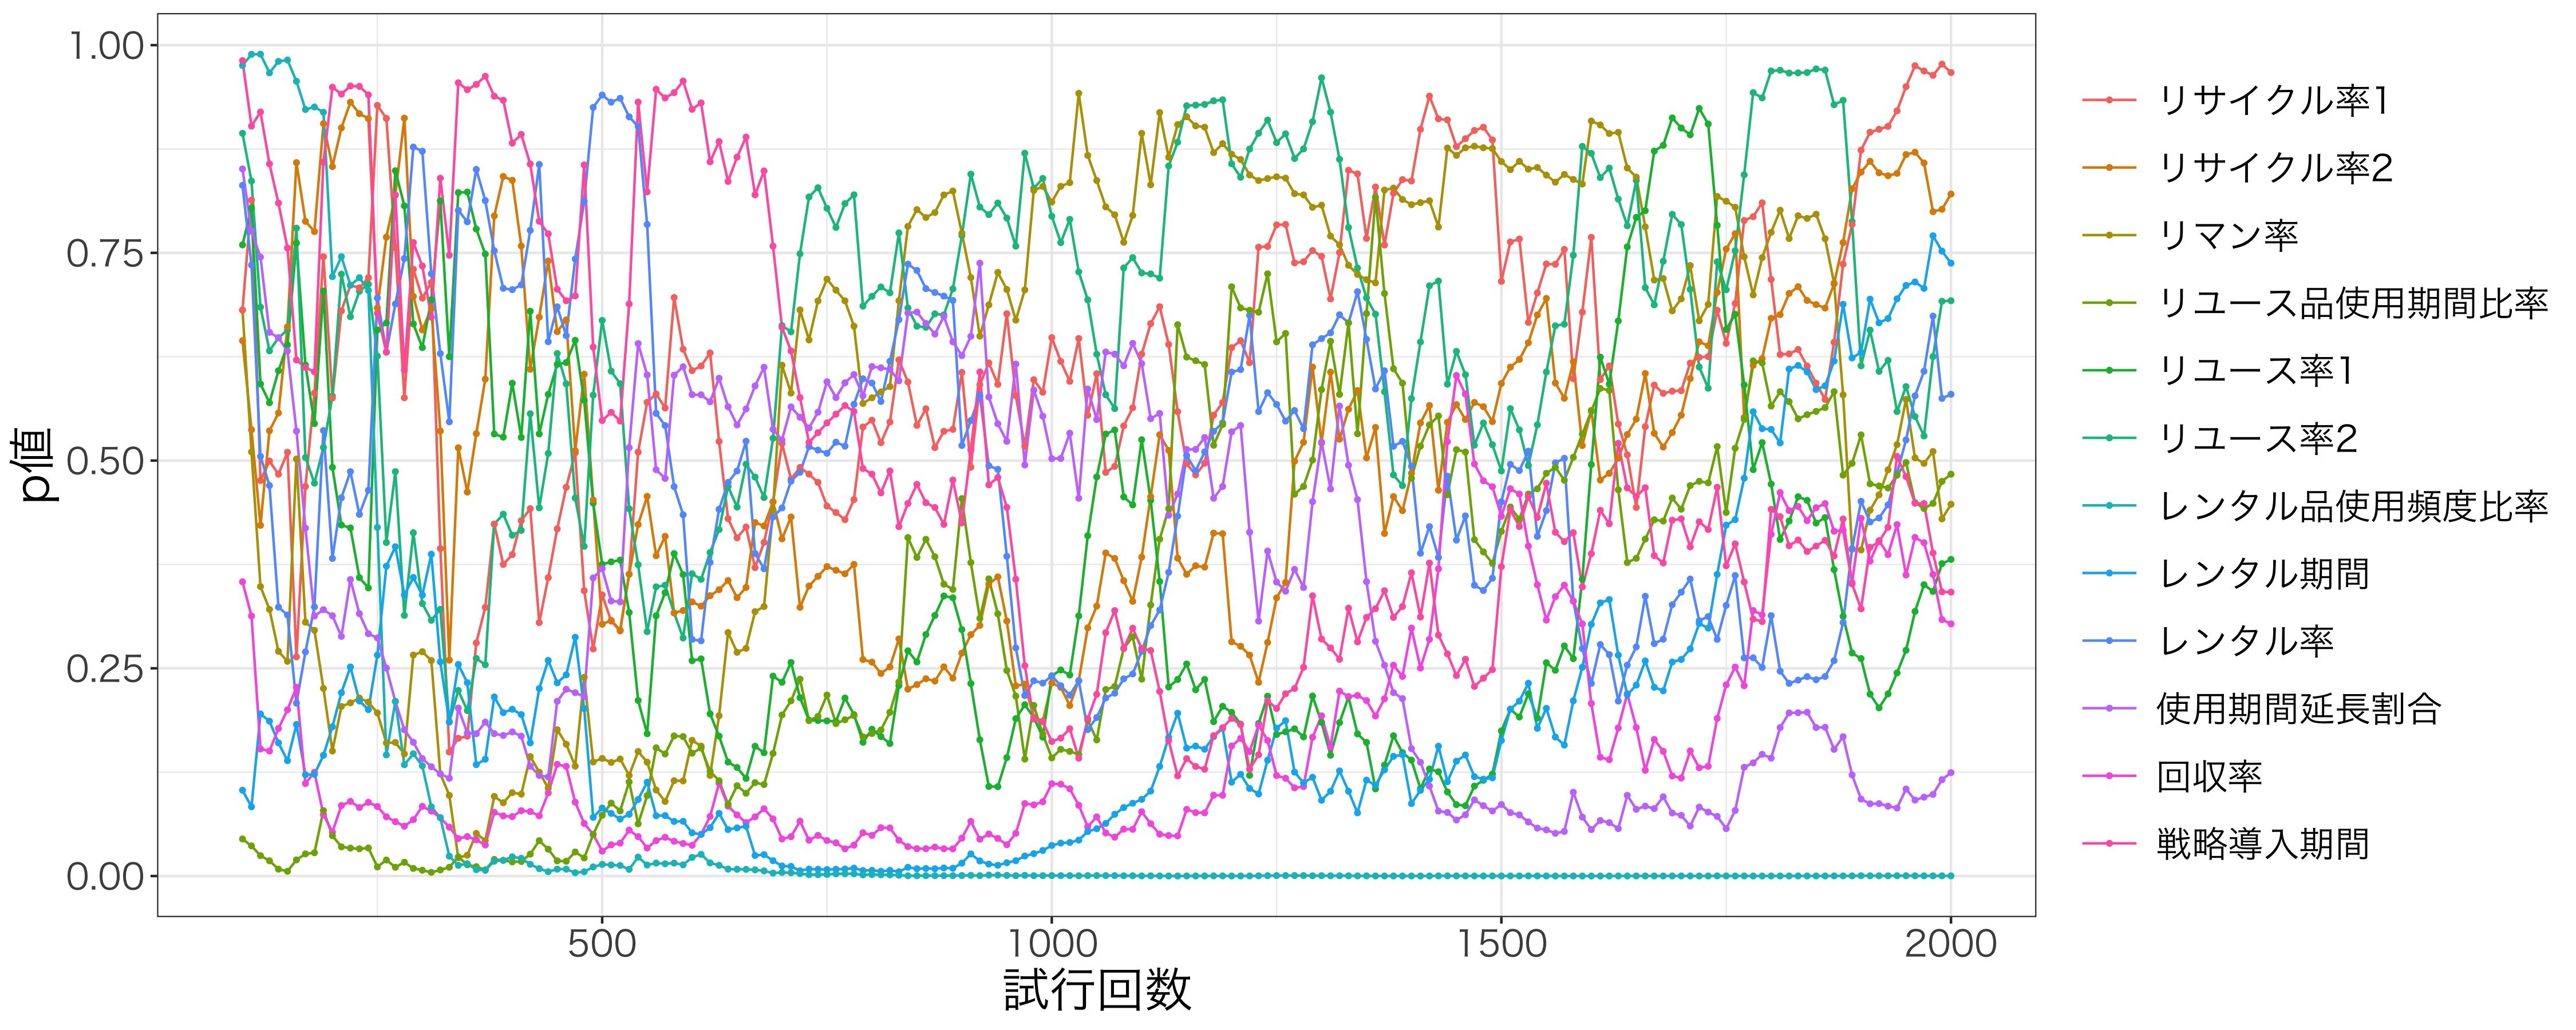 1.00
0.75
0.50
0.25
0.00
p値
500
1000
1500
2000
試行回数
リサイクル率1
リサイクル率2
リマン率
リユース品使用期間比率
リユース率1
リユース率2
レンタル品使用頻度比率
レンタル期間
レンタル率
使用期間延長割合
回収率
戦略導入期間